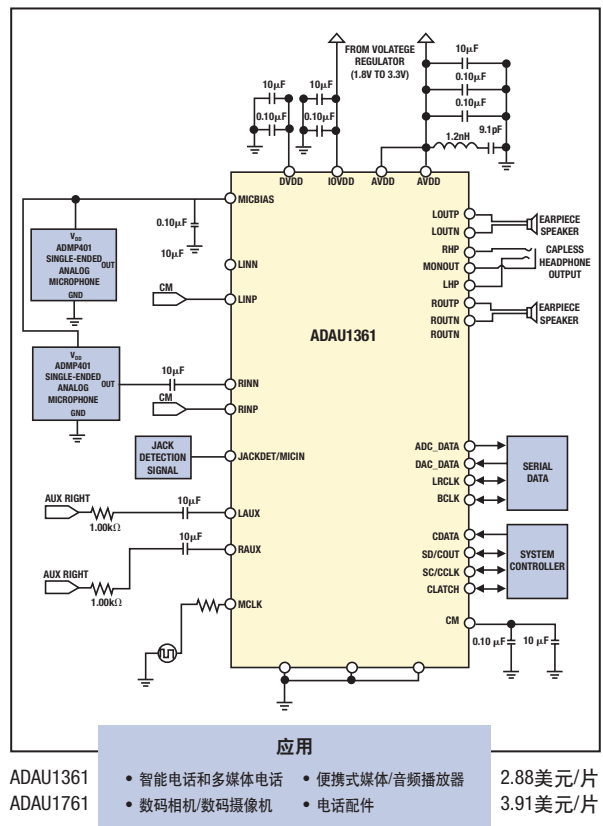 FROM VOLATEGE
REGULATOR
(1.8V TO 3.3V)
10µF
0.10µF
10µF
0.10µF
10µF
0.10µF
0.10µF
9.1pF
1.2nH
DVDD
IOVDD
AVDD
AVDD
MICBIAS
0.10µF
10µF
VDD
ADMP401
SINGLE-ENDED
ANALOG
MICROPHONE
OUT
GND
LINN
CM
LINP
VDD
ADMP401
SINGLE-ENDED
ANALOG
MICROPHONE
OUT
GND
10µF
RINN
CM
RINP
JACK
DETECTION
SIGNAL
JACKDET/MICIN
AUX RIGHT
1.00kΩ
10µF
LAUX
AUX RIGHT
1.00kΩ
10µF
RAUX
MCLK
ADAU1361
LOUTP
LOUTN
EARPIECE
SPEAKER
RHP
MONOUT
LHP
CAPLESS
HEADPHONE
OUTPUT
ROUTP
ROUTN
ROUTN
EARPIECE
SPEAKER
ADC_DATA
DAC_DATA
LRCLK
BCLK
SERIAL
DATA
CDATA
SD/COUT
SC/CCLK
CLATCH
SYSTEM
CONTROLLER
CM
0.10 µF
10 µF
应用
ADAU1361 • 智能电话和多媒体电话 • 便携式媒体/音频播放器 2.88美元/片
ADAU1761 • 数码相机/数码摄像机 • 电话配件 3.91美元/片